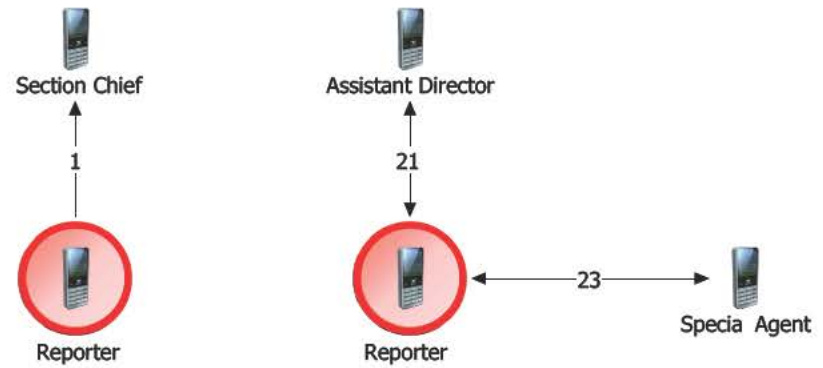 Section Chief
Assistant Director
1
21
23
Specia Agent
Reporter
Reporter